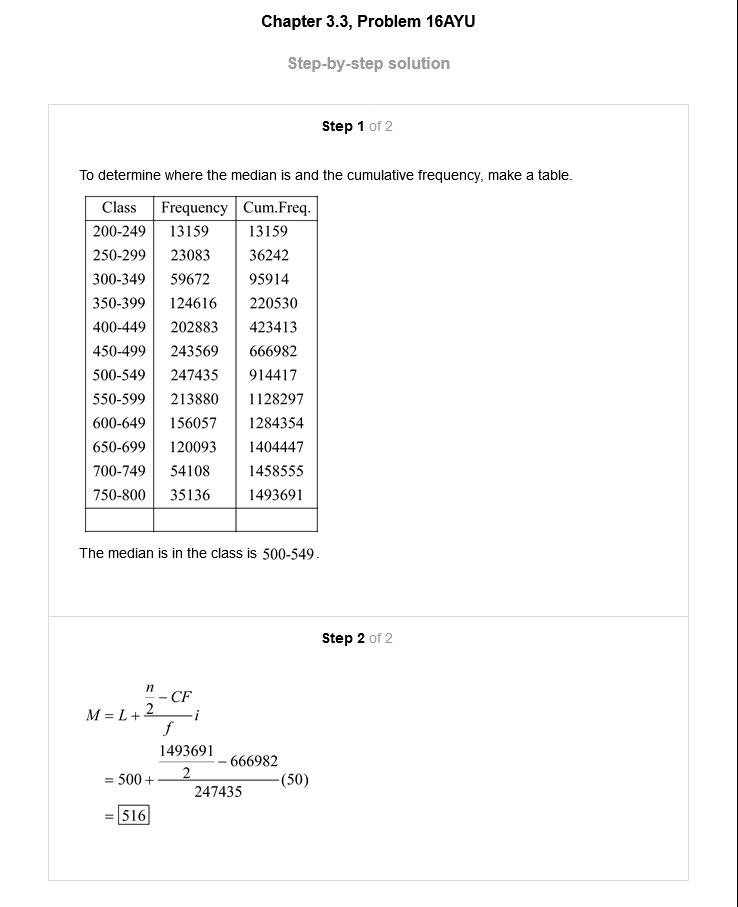 Chapter 3.3, Problem 16AYU
Step-by-step solution
Step 1 of 2
To determine where the median is and the cumulative frequency, make a table.
Class Frequency Cum.Freq.
200-249 13159 13159
250-299 23083 36242
300-349 59672 95914
350-399 124616 220530
400-449 202883 423413
450-499 243569 666982
500-549 247435 914417
550-599 213880 1128297
600-649 156057 1284354
650-699 120093 1404447
700-749 54108 1458555
750-800 35136 1493691
The median is in the class is 500-549.
Step 2 of 2
M = L + (n/2 − CF)/f i
= 500 + (1493691/2 − 666982)/247435 (50)
= 516